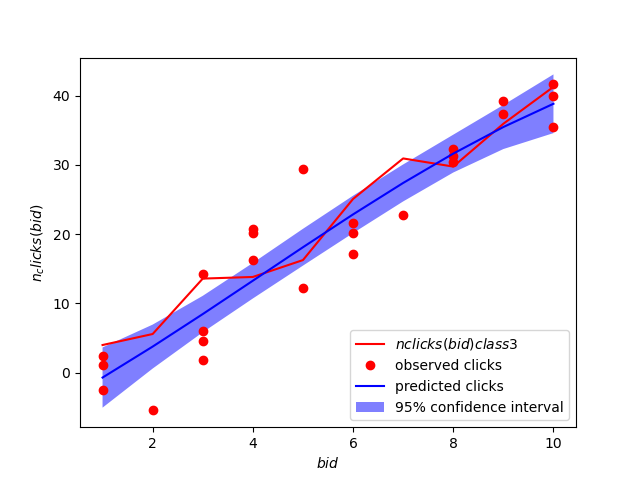 40
30
20
10
0
n_clicks(bid)
nclicks(bid)class3
observed clicks
predicted clicks
95% confidence interval
2 4 6 8 10
bid